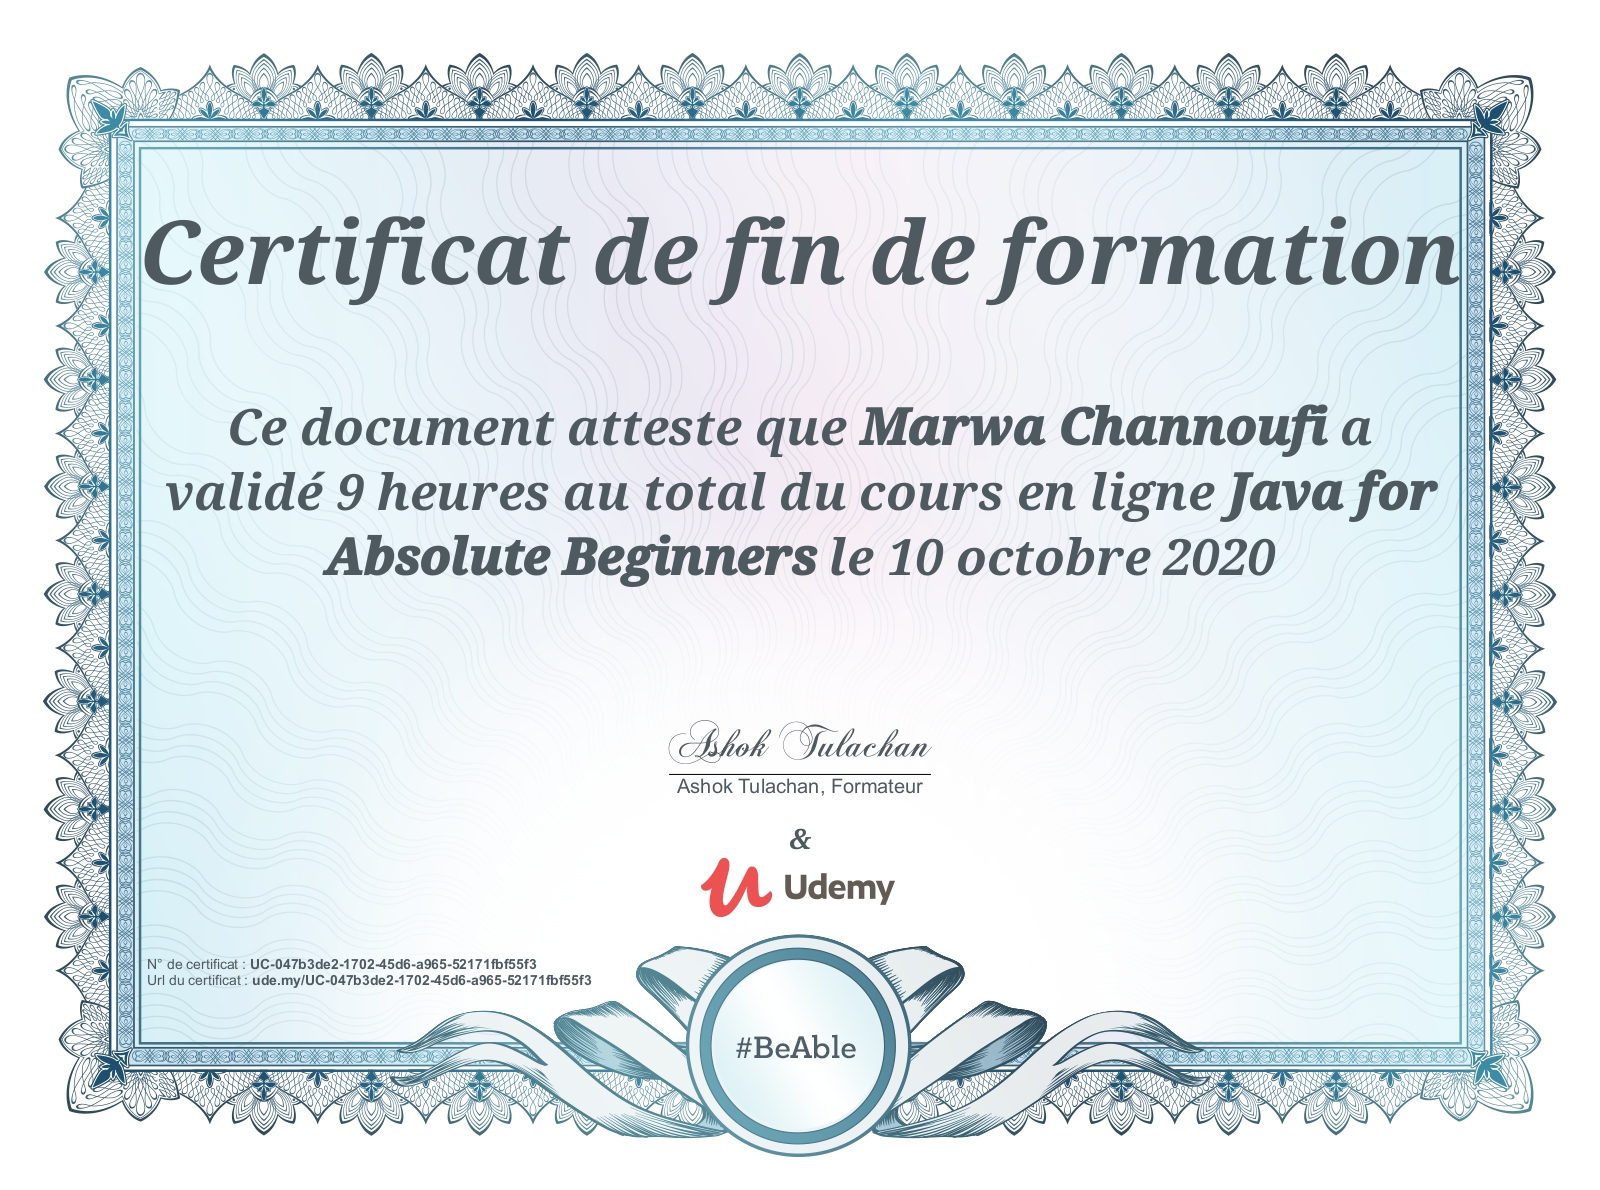 Certificat de fin de formation
Ce document atteste que Marwa Channoufi a
validé 9 heures au total du cours en ligne Java for
Absolute Beginners le 10 octobre 2020
Ashok Tulachan
Ashok Tulachan, Formateur
&
Udemy
N° de certificat : UC-047b3de2-1702-45d6-a965-52171fbf55f3
Url du certificat : ude.my/UC-047b3de2-1702-45d6-a965-52171fbf55f3
#BeAble